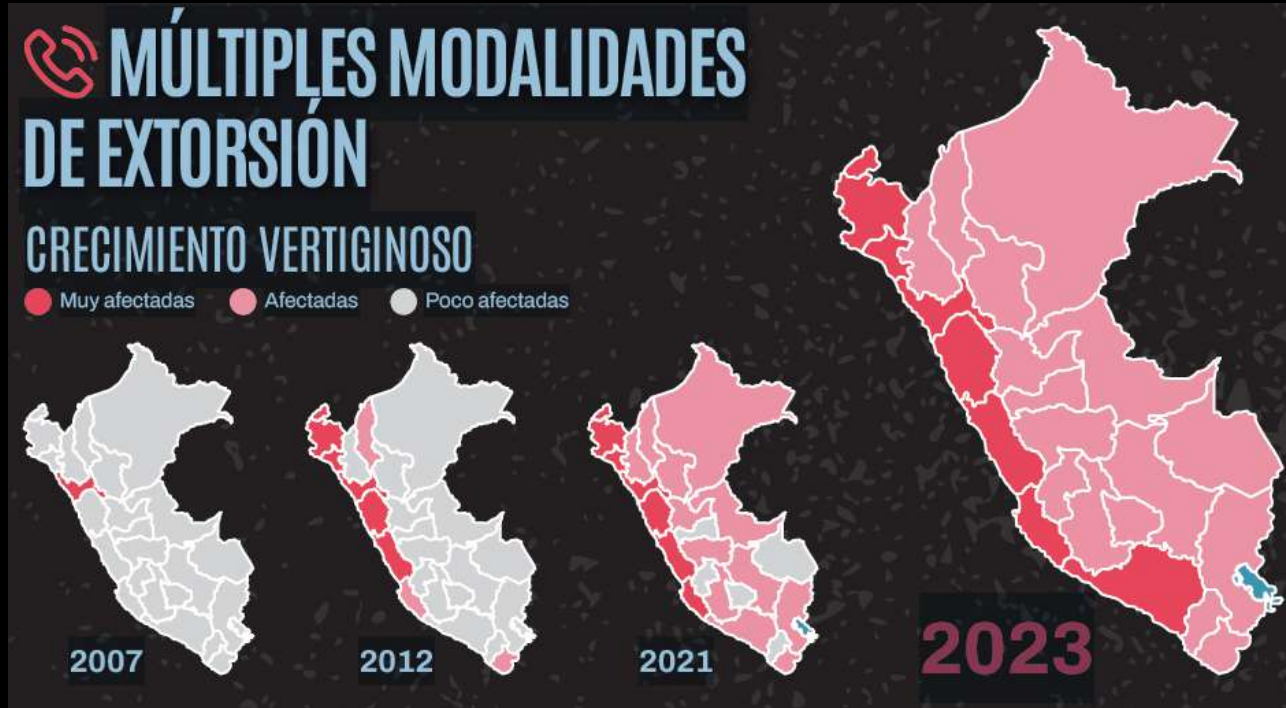 MÚLTIPLES MODALIDADES
DE EXTORSIÓN
CRECIMIENTO VERTIGINOSO
Muy afectadas
Afectadas
Poco afectadas
2007
2012
2021
2023